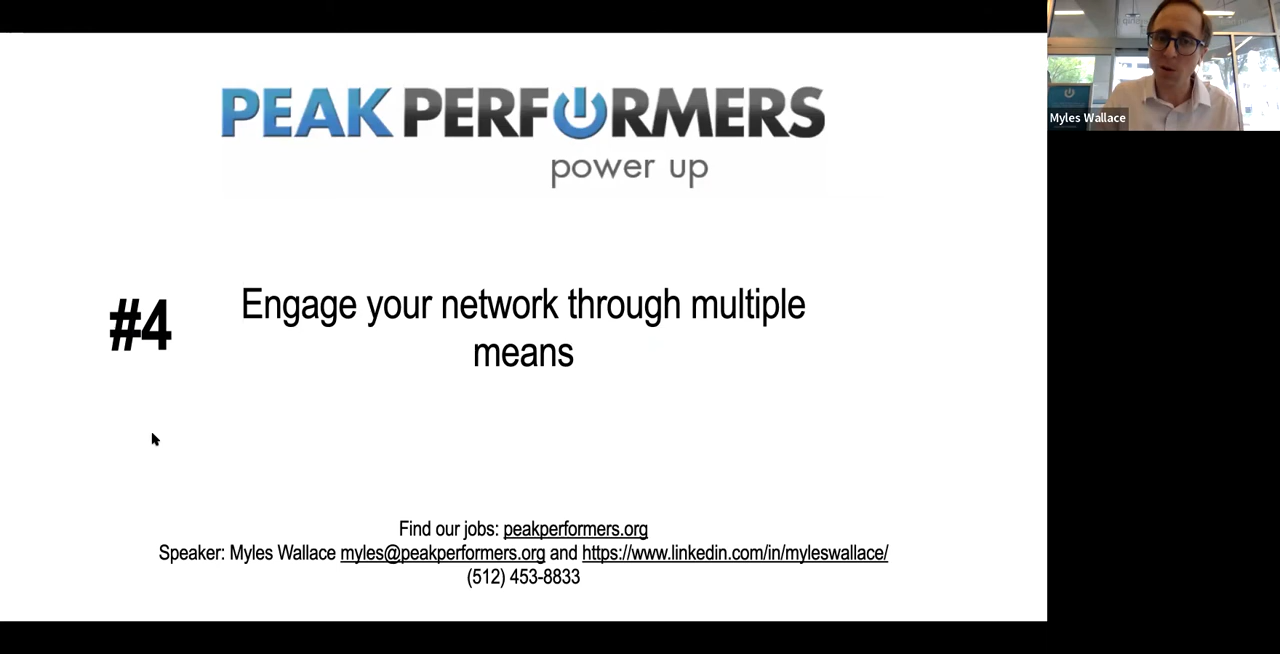 PEAK PERFORMERS
power up
#4
Engage your network through multiple
means
Find our jobs: peakperformers.org
Speaker: Myles Wallace myles@peakperformers.org and https://www.linkedin.com/in/myleswallace/
(512) 453-8833
Myles Wallace